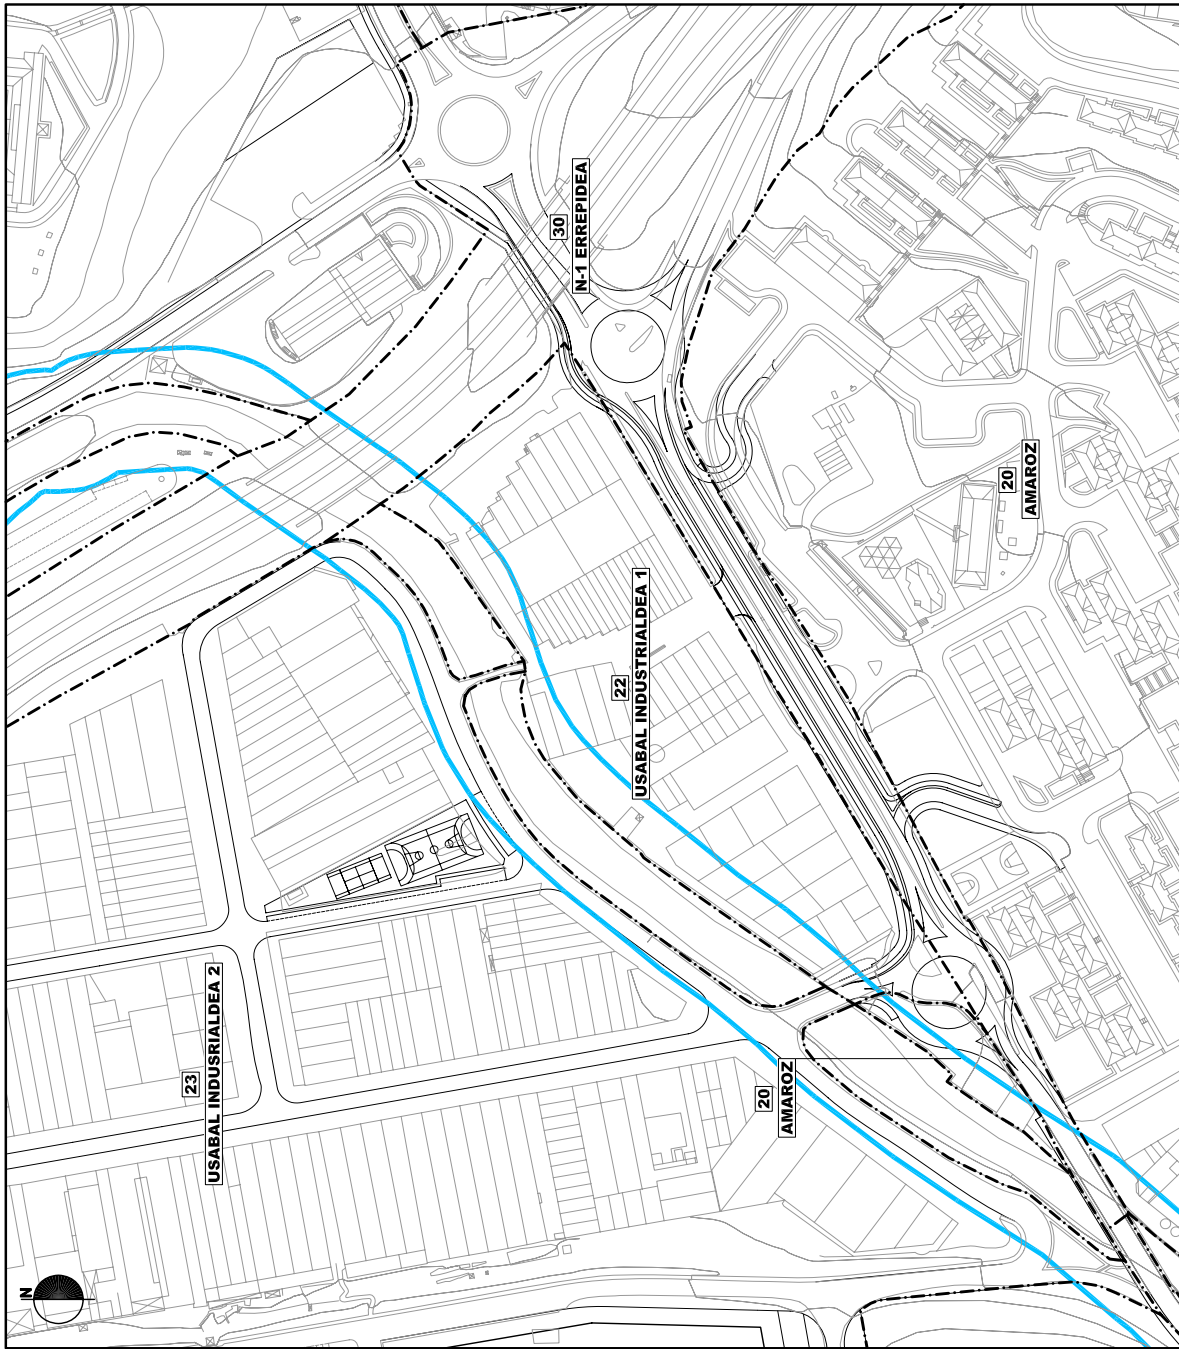 30
N-1 ERREPIDEA
20
AMAROZ
22
USABAL INDUSTRIALDEA 1
23
USABAL INDUSRIALDEA 2
20
AMAROZ
N